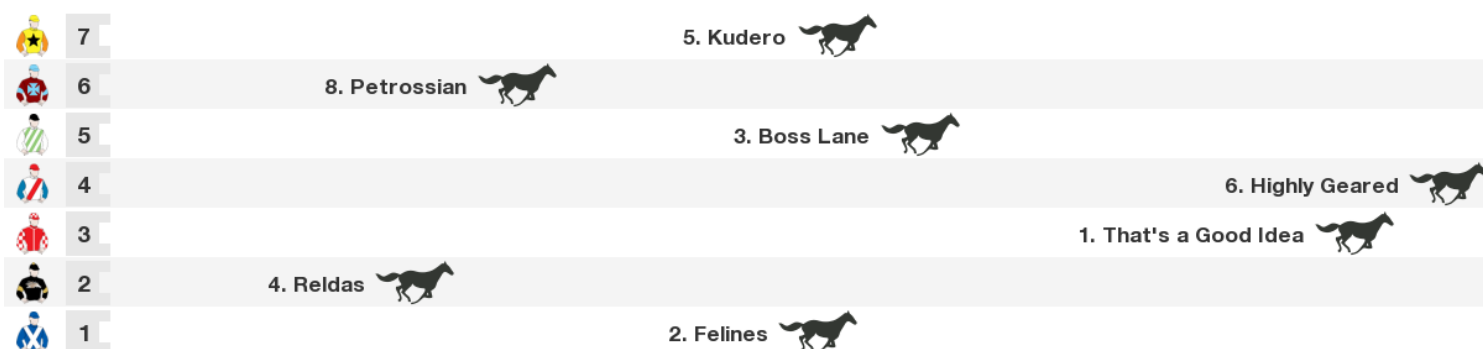 7 5. Kudero
6 8. Petrossian
5 3. Boss Lane
4 6. Highly Geared
3 1. That's a Good Idea
2 4. Reldas
1 2. Felines